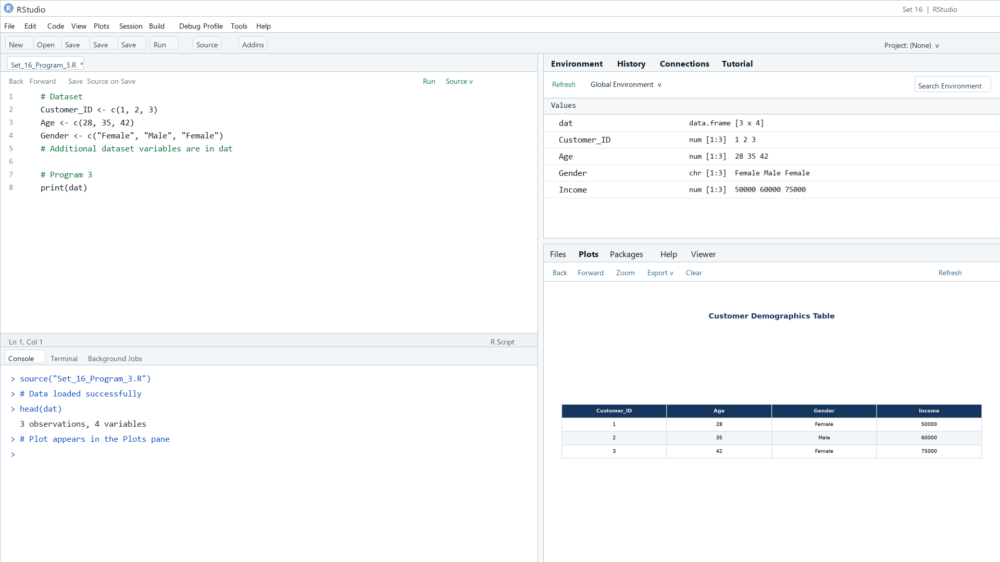 R RStudio
Set 16 | RStudio
File Edit Code View Plots Session Build Debug Profile Tools Help
New Open Save Save Save Run Source Addins
Project: (None) v
Set_16_Program_3.R *
Back Forward Save Source on Save Run Source v
1 # Dataset
2 Customer_ID <- c(1, 2, 3)
3 Age <- c(28, 35, 42)
4 Gender <- c("Female", "Male", "Female")
5 # Additional dataset variables are in dat
6
7 # Program 3
8 print(dat)
Ln 1, Col 1 R Script
Console Terminal Background Jobs
> source("Set_16_Program_3.R")
> # Data loaded successfully
> head(dat)
3 observations, 4 variables
> # Plot appears in the Plots pane
>
Environment History Connections Tutorial
Refresh Global Environment v Search Environment
Values
dat data.frame [3 x 4]
Customer_ID num [1:3] 1 2 3
Age num [1:3] 28 35 42
Gender chr [1:3] Female Male Female
Income num [1:3] 50000 60000 75000
Files Plots Packages Help Viewer
Back Forward Zoom Export v Clear Refresh
Customer Demographics Table
Customer_ID Age Gender Income
1 28 Female 50000
2 35 Male 60000
3 42 Female 75000